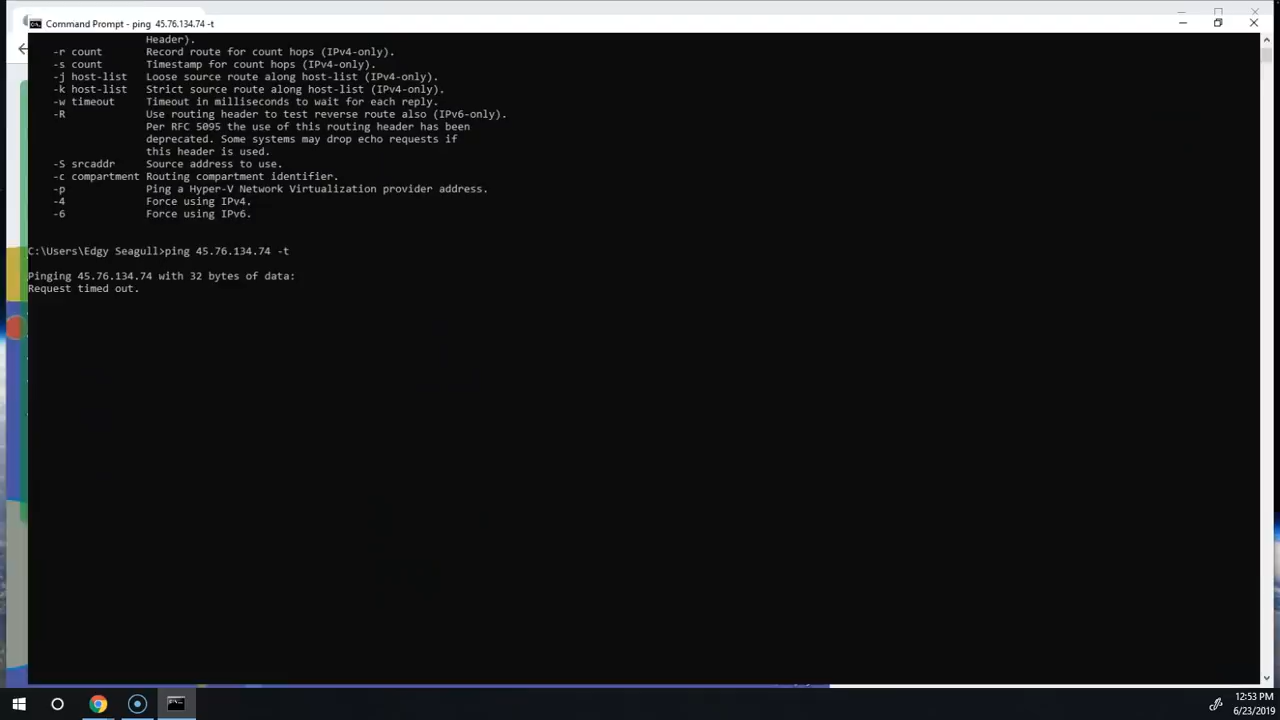 Command Prompt - ping 45.76.134.74 -t
Header).
-r count Record route for count hops (IPv4-only).
-s count Timestamp for count hops (IPv4-only).
-j host-list Loose source route along host-list (IPv4-only).
-k host-list Strict source route along host-list (IPv4-only).
-w timeout Timeout in milliseconds to wait for each reply.
-R Use routing header to test reverse route also (IPv6-only).
Per RFC 5095 the use of this routing header has been
deprecated. Some systems may drop echo requests if
this header is used.
-S srcaddr Source address to use.
-c compartment Routing compartment identifier.
-p Ping a Hyper-V Network Virtualization provider address.
-4 Force using IPv4.
-6 Force using IPv6.
C:\Users\Edgy Seagull>ping 45.76.134.74 -t
Pinging 45.76.134.74 with 32 bytes of data:
Request timed out.
12:53 PM
6/23/2019